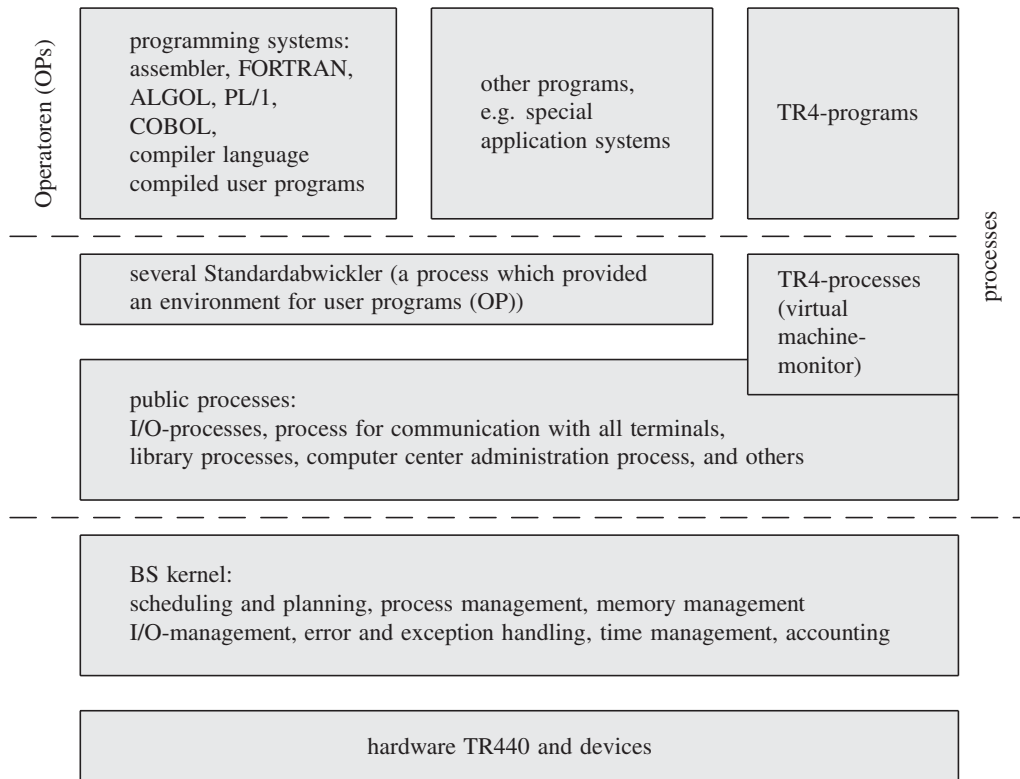 Operatoren (OPs)
programming systems:
assembler, FORTRAN,
ALGOL, PL/1,
COBOL,
compiler language
compiled user programs
other programs,
e.g. special
application systems
TR4-programs
processes
several Standardabwickler (a process which provided
an environment for user programs (OP))
TR4-processes
(virtual
machine-
monitor)
public processes:
I/O-processes, process for communication with all terminals,
library processes, computer center administration process, and others
BS kernel:
scheduling and planning, process management, memory management
I/O-management, error and exception handling, time management, accounting
hardware TR440 and devices